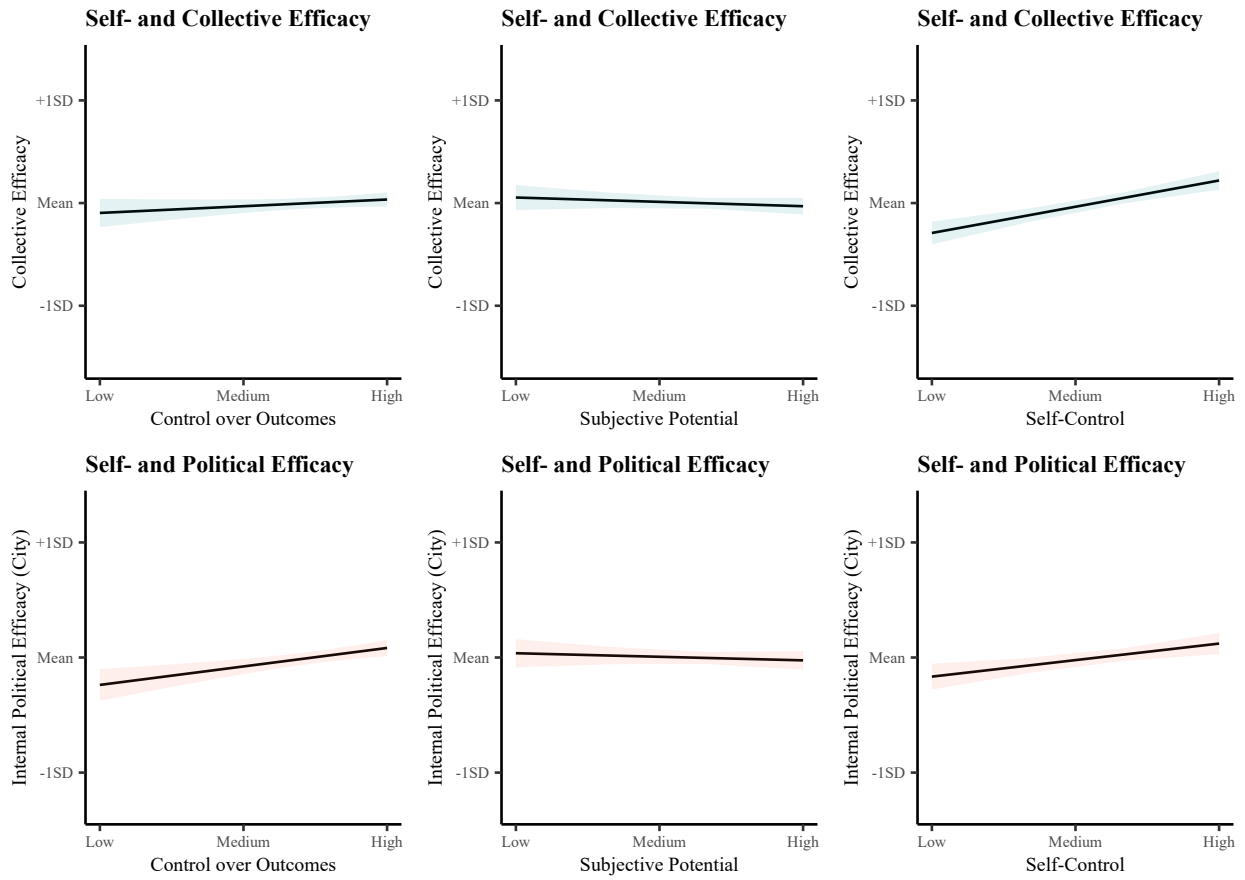 Self- and Collective Efficacy
Collective Efficacy
+1SD
Mean
-1SD
Low Medium High
Control over Outcomes
Self- and Collective Efficacy
Collective Efficacy
+1SD
Mean
-1SD
Low Medium High
Subjective Potential
Self- and Collective Efficacy
Collective Efficacy
+1SD
Mean
-1SD
Low Medium High
Self-Control
Self- and Political Efficacy
Internal Political Efficacy (City)
+1SD
Mean
-1SD
Low Medium High
Control over Outcomes
Self- and Political Efficacy
Internal Political Efficacy (City)
+1SD
Mean
-1SD
Low Medium High
Subjective Potential
Self- and Political Efficacy
Internal Political Efficacy (City)
+1SD
Mean
-1SD
Low Medium High
Self-Control